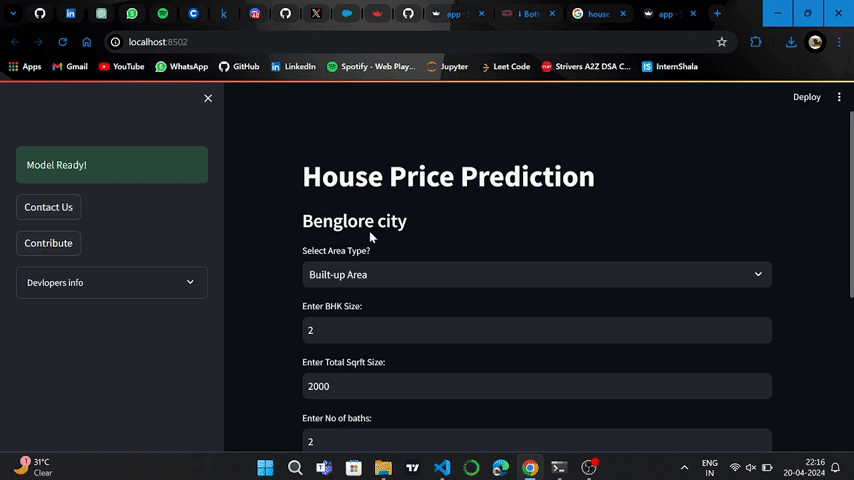 app - S
Bott
house
app - S
localhost:8502
Apps
Gmail
YouTube
WhatsApp
GitHub
LinkedIn
Spotify – Web Play...
Jupyter
Leet Code
Strivers A2Z DSA C...
InternShala
Deploy
Model Ready!
Contact Us
Contribute
Devlopers info
House Price Prediction
Benglore city
Select Area Type?
Built-up Area
Enter BHK Size:
2
Enter Total Sqrft Size:
2000
Enter No of baths:
2
1
31°C
Clear
ENG
IN
22:16
20-04-2024